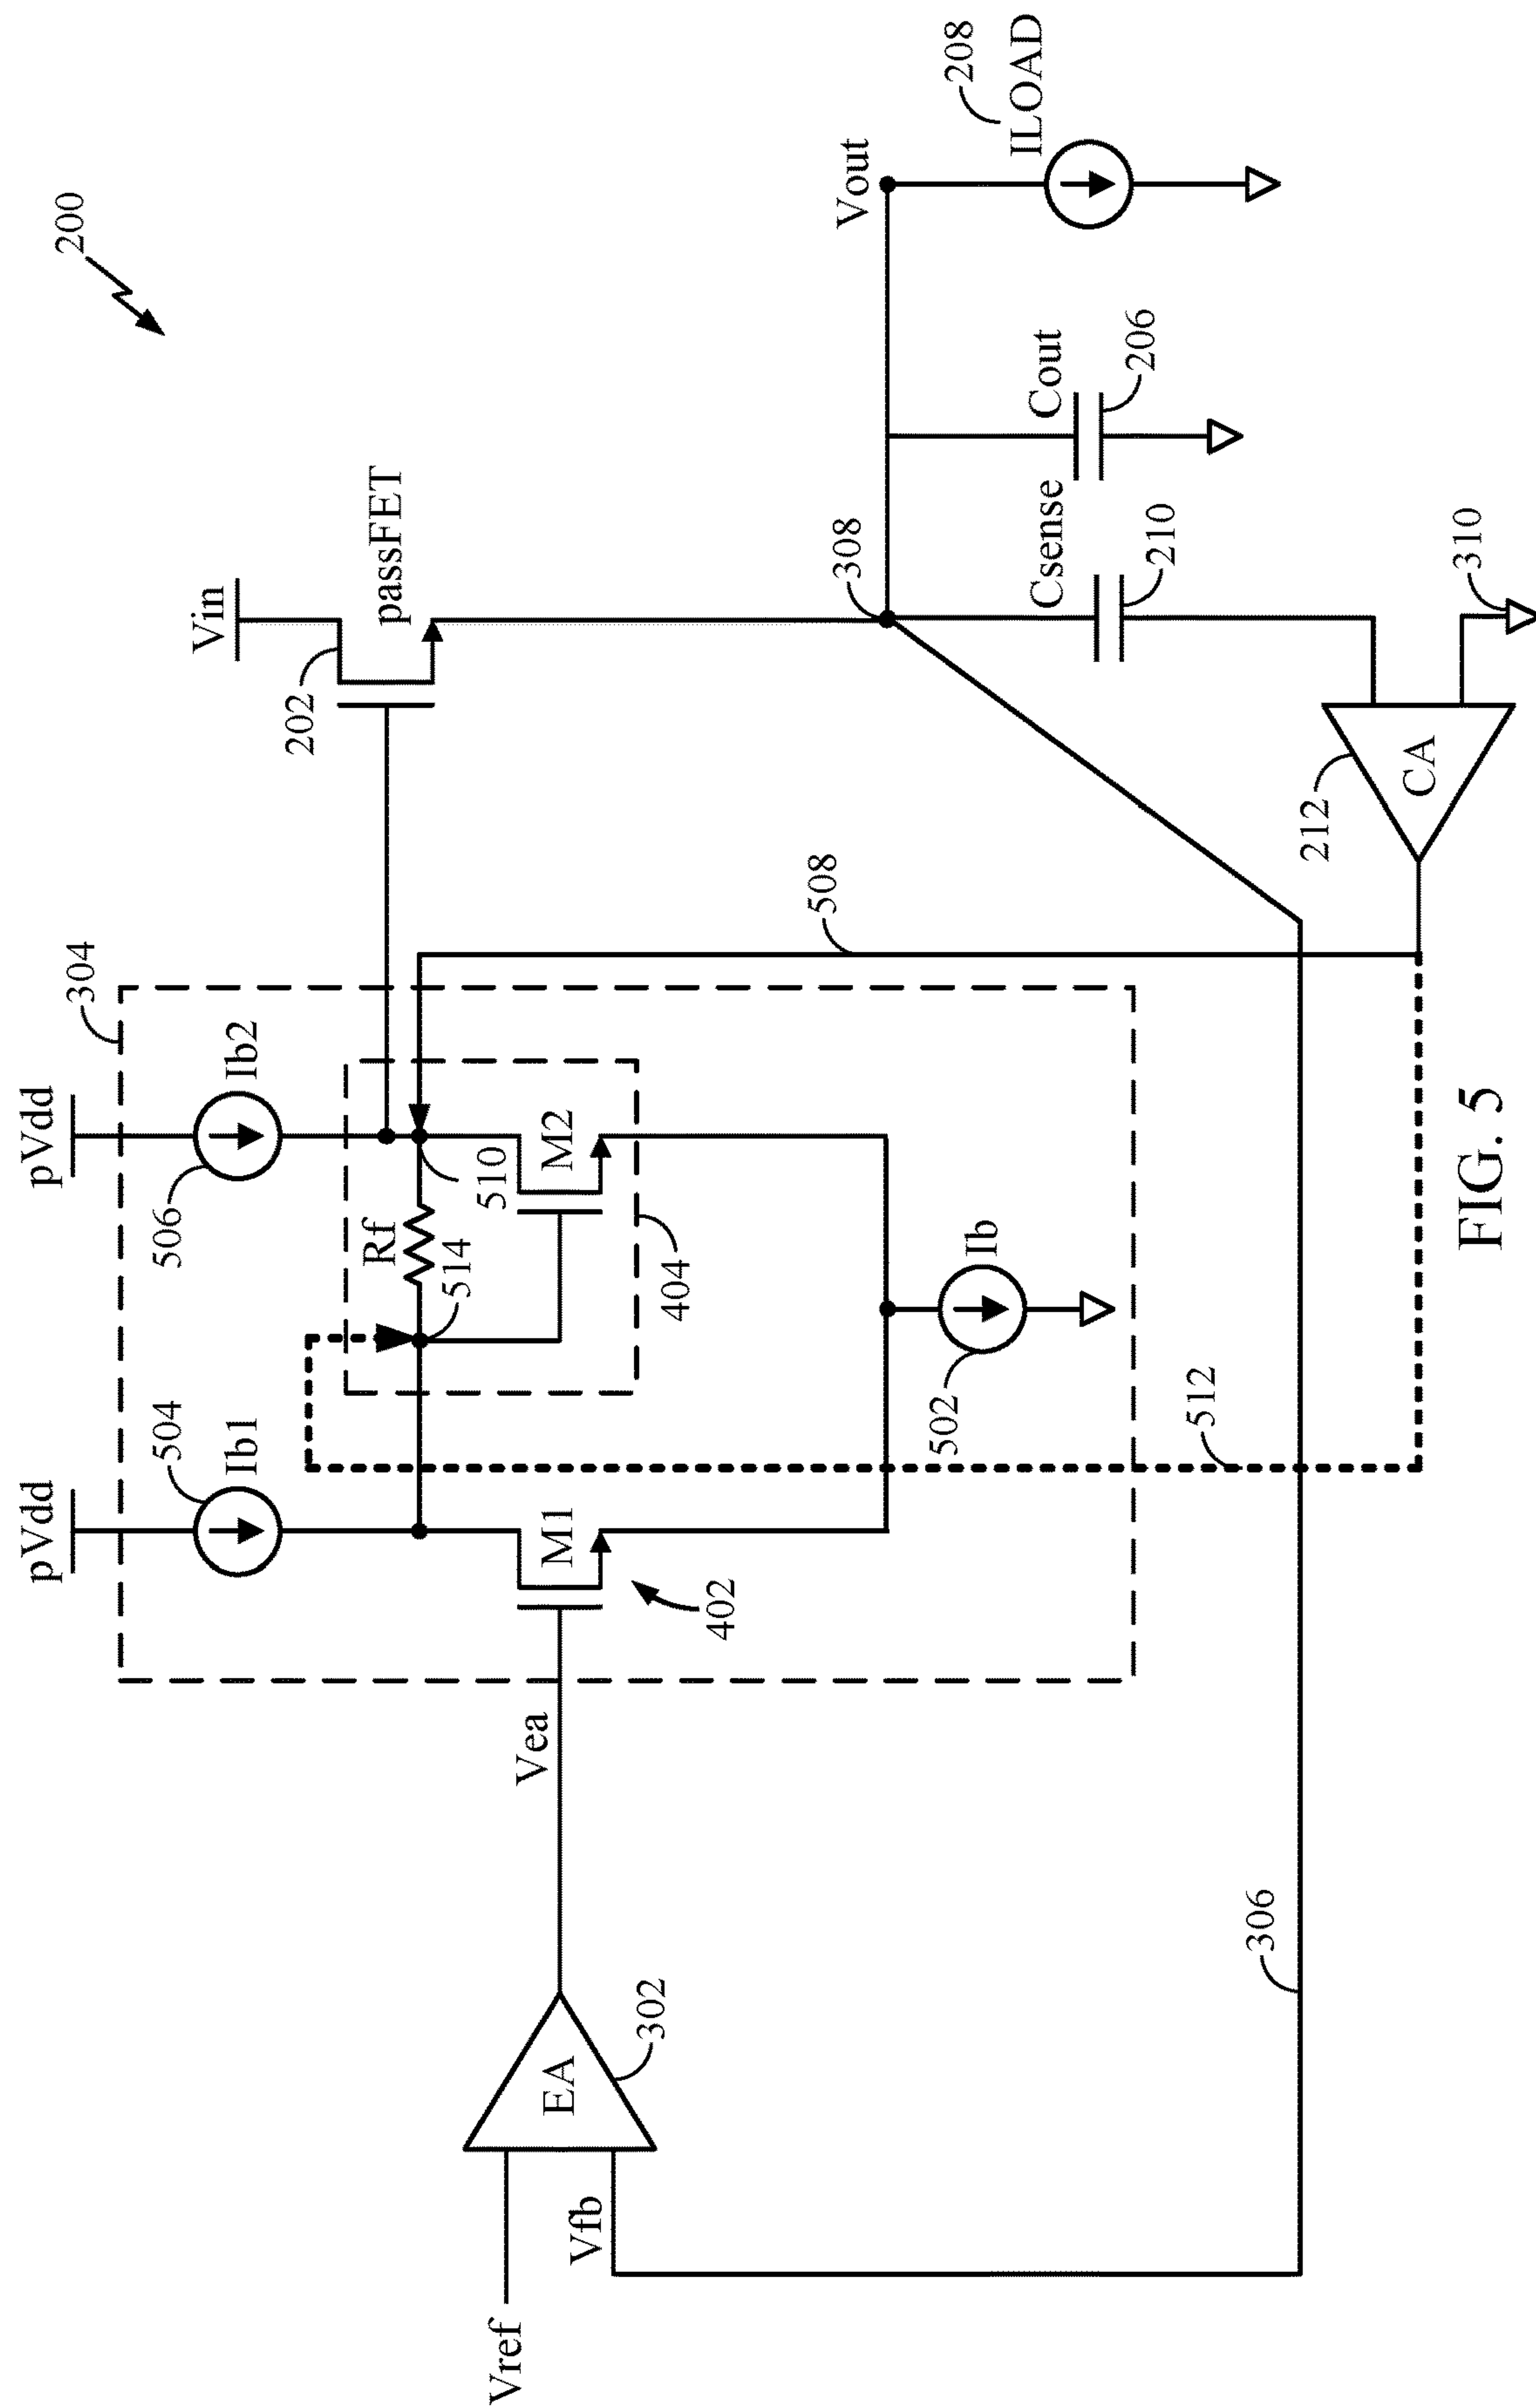 200
304
pVdd
504
Ib1
pVdd
506
Ib2
Vin
202
passFET
Rf
514
510
M1
402
M2
404
Vea
Vref
EA
Vfb
302
502
Ib
508
308
Vout
Csense
210
Cout
206
208
ILOAD
512
306
212
CA
310
FIG. 5